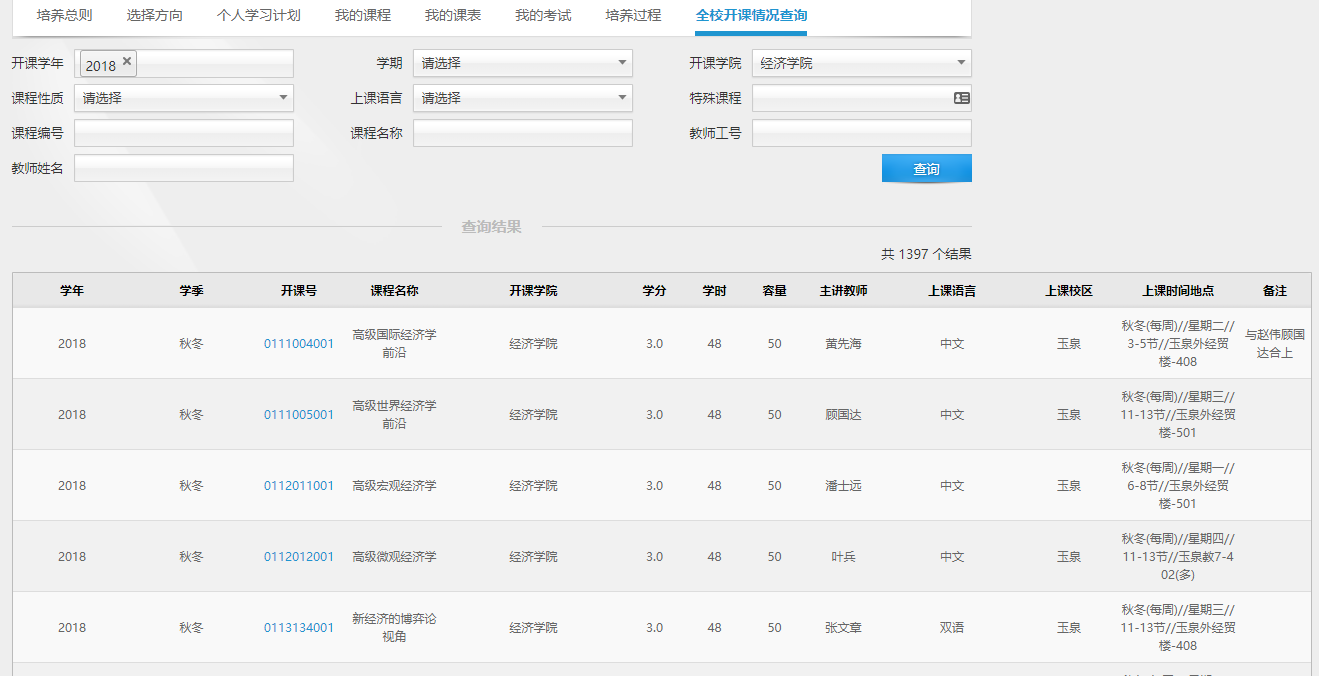 培养总则 选择方向 个人学习计划 我的课程 我的课表 我的考试 培养过程 全校开课情况查询
开课学年 2018 × 学期 请选择 开课学院 经济学院
课程性质 请选择 上课语言 请选择 特殊课程
课程编号 课程名称 教师工号
教师姓名 查询
查询结果
共 1397 个结果
学年 学季 开课号 课程名称 开课学院 学分 学时 容量 主讲教师 上课语言 上课校区 上课时间地点 备注
2018 秋冬 0111004001 高级国际经济学
前沿 经济学院 3.0 48 50 黄先海 中文 玉泉 秋冬(每周)//星期二//
3-5节//玉泉外经贸
楼-408 与赵伟顾国
达合上
2018 秋冬 0111005001 高级世界经济学
前沿 经济学院 3.0 48 50 顾国达 中文 玉泉 秋冬(每周)//星期三//
11-13节//玉泉外经贸
楼-501
2018 秋冬 0112011001 高级宏观经济学 经济学院 3.0 48 50 潘士远 中文 玉泉 秋冬(每周)//星期一//
6-8节//玉泉外经贸
楼-501
2018 秋冬 0112012001 高级微观经济学 经济学院 3.0 48 50 叶兵 中文 玉泉 秋冬(每周)//星期四//
11-13节//玉泉教7-4
02(多)
2018 秋冬 0113134001 新经济的博弈论
视角 经济学院 3.0 48 50 张文章 双语 玉泉 秋冬(每周)//星期三//
11-13节//玉泉外经贸
楼-408